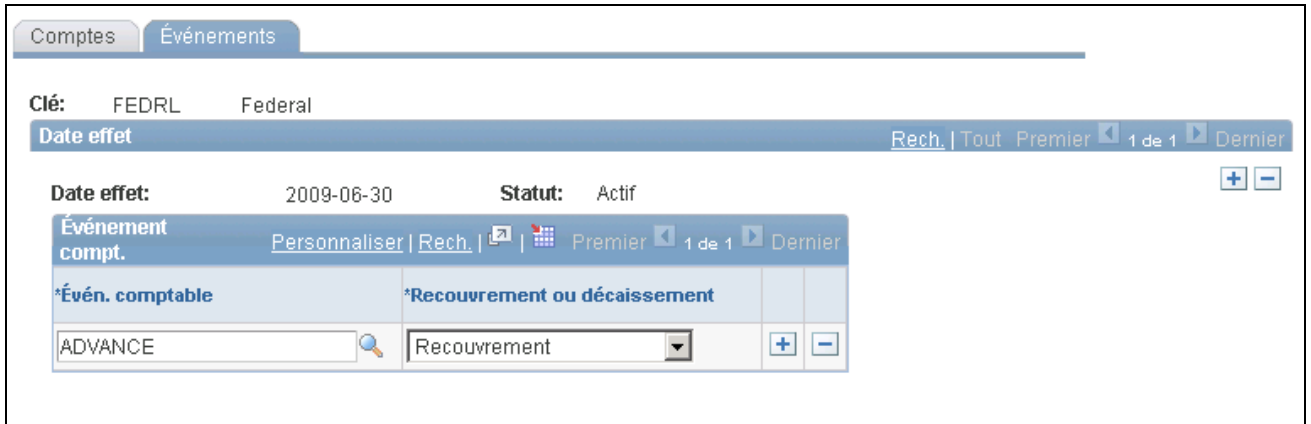 Comptes Événements
Clé: FEDRL Federal
Date effet Rech. | Tout Premier 1 de 1 Dernier
Date effet: 2009-06-30 Statut: Actif
Événement
compt. Personnaliser | Rech. | | Premier 1 de 1 Dernier
*Évén. comptable *Recouvrement ou décaissement
ADVANCE Recouvrement